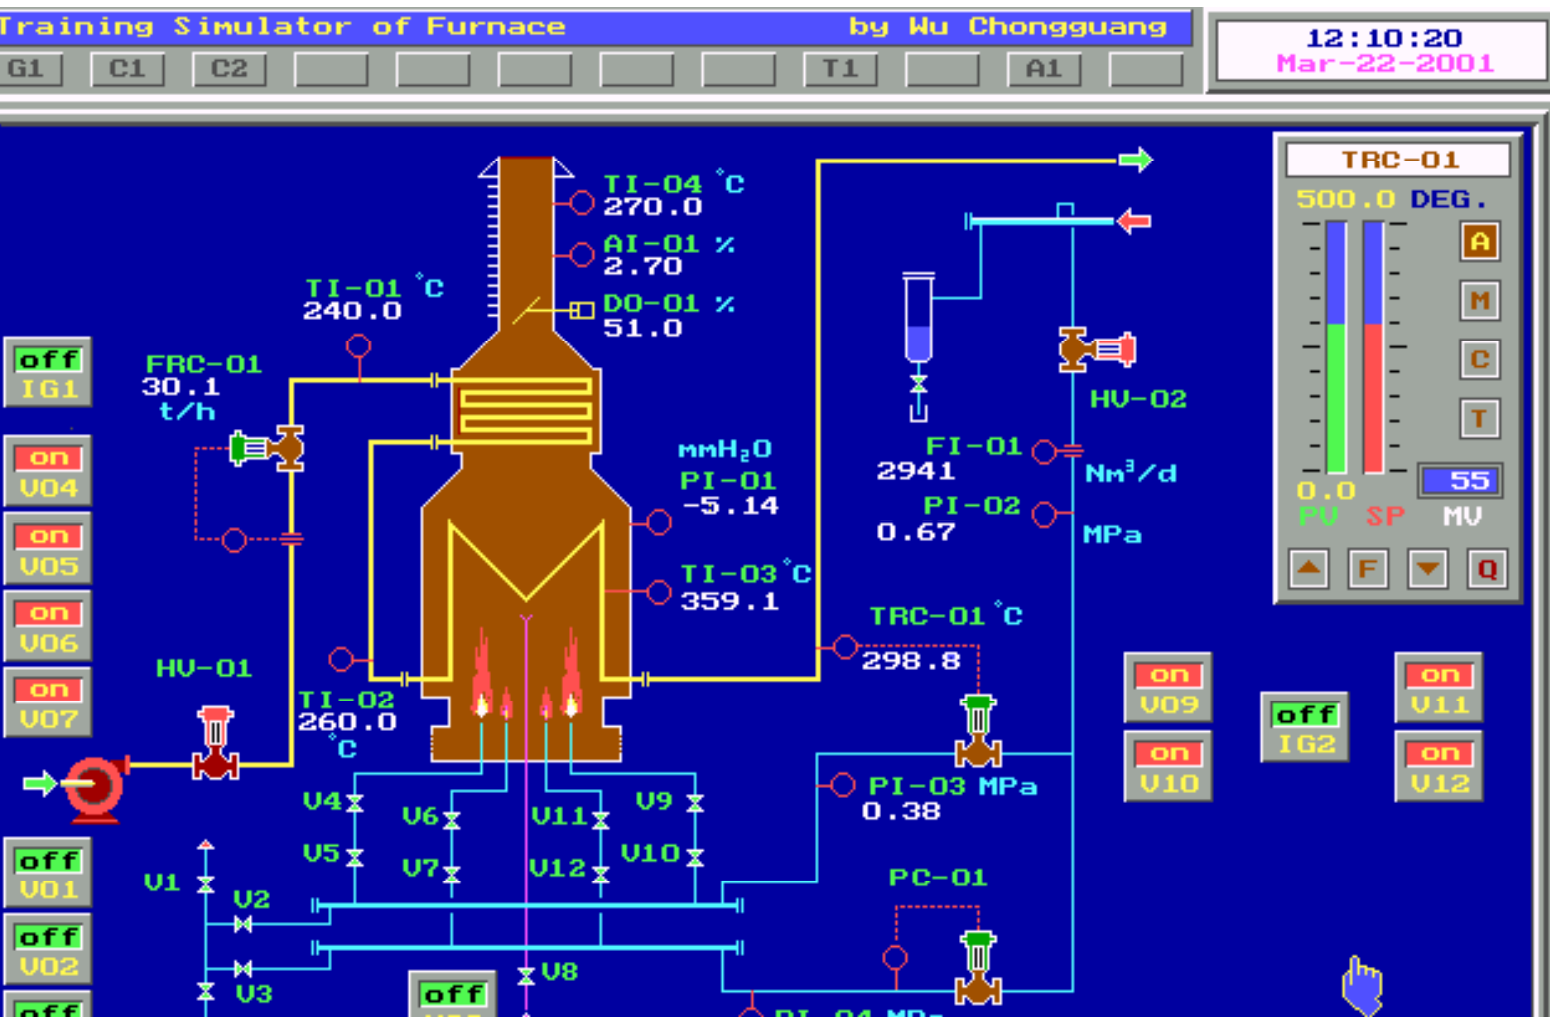 Training Simulator of Furnace by Wu Chongguang
12:10:20
Mar-22-2001
G1 C1 C2 T1 A1
TRC-01
500.0 DEG.
A
M
C
T
55
0.0
PV SP MV
F Q
TI-04 °C
270.0
AI-01 %
2.70
DO-01 %
51.0
TI-01 °C
240.0
off
IG1
FRC-01
30.1
t/h
HV-02
on
V04
mmH₂O
PI-01
-5.14
FI-01
2941 Nm³/d
PI-02
0.67 MPa
on
V05
TI-03 °C
359.1
on
V06
TRC-01 °C
298.8
HV-01
on
V07
TI-02
260.0
°C
on
V09
on
V11
off
IG2
on
V10
on
V12
PI-03 MPa
0.38
V4 V6 V11 V9
V5 V7 V12 V10
off
V01
V1
V2
PC-01
off
V02
V3
V8
off
off
PI-04 MPa